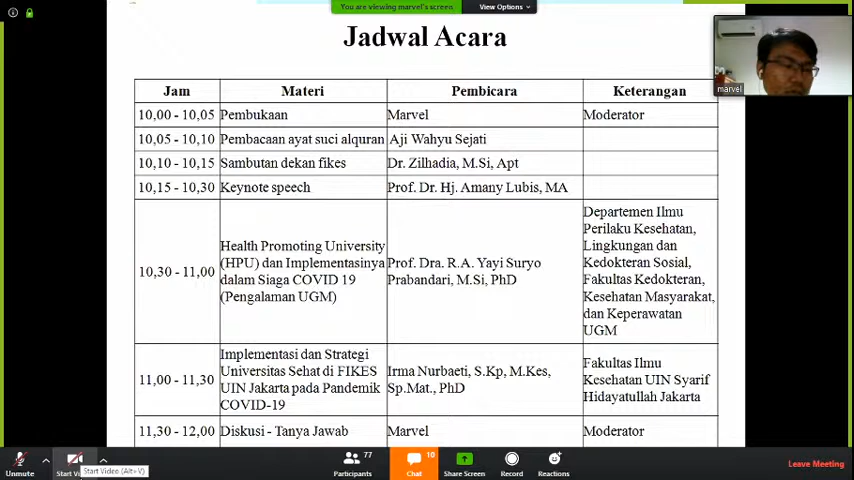 You are viewing marvel's screen
View Options
Jadwal Acara
marvel
Jam Materi Pembicara Keterangan
10,00 - 10,05 Pembukaan Marvel Moderator
10,05 - 10,10 Pembacaan ayat suci alquran Aji Wahyu Sejati
10,10 - 10,15 Sambutan dekan fikes Dr. Zilhadia, M.Si, Apt
10,15 - 10,30 Keynote speech Prof. Dr. Hj. Amany Lubis, MA
10,30 - 11,00
Health Promoting University
(HPU) dan Implementasinya
dalam Siaga COVID 19
(Pengalaman UGM)
Prof. Dra. R.A. Yayi Suryo
Prabandari, M.Si, PhD
Departemen Ilmu
Perilaku Kesehatan,
Lingkungan dan
Kedokteran Sosial,
Fakultas Kedokteran,
Kesehatan Masyarakat,
dan Keperawatan
UGM
11,00 - 11,30
Implementasi dan Strategi
Universitas Sehat di FIKES
UIN Jakarta pada Pandemik
COVID-19
Irma Nurbaeti, S.Kp, M.Kes,
Sp.Mat., PhD
Fakultas Ilmu
Kesehatan UIN Syarif
Hidayatullah Jakarta
11,30 - 12,00 Diskusi - Tanya Jawab Marvel Moderator
77
10
Unmute
Start Vi
Start Video (Alt+V)
Participants
Chat
Share Screen
Record
Reactions
Leave Meeting